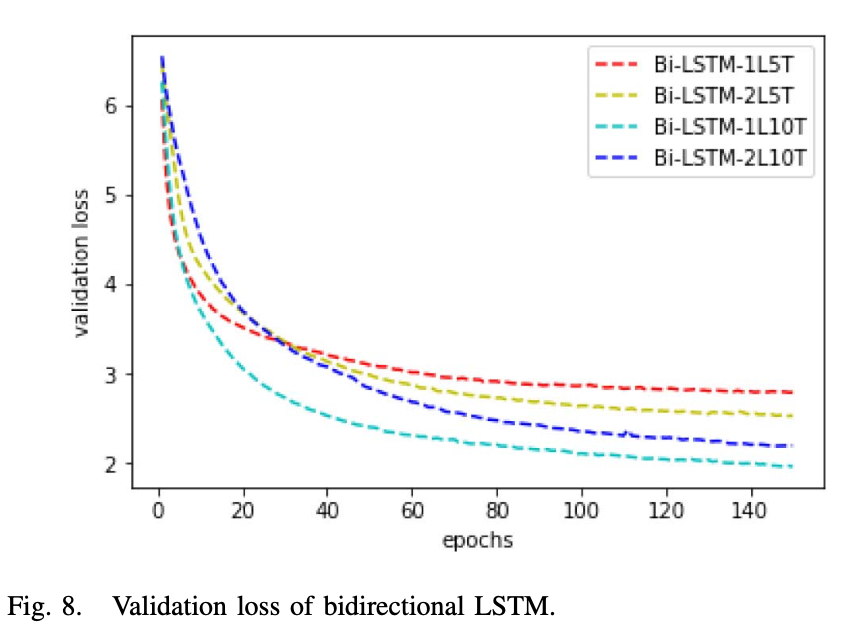 Bi-LSTM-1L5T
Bi-LSTM-2L5T
Bi-LSTM-1L10T
Bi-LSTM-2L10T
6
5
4
3
2
validation loss
0 20 40 60 80 100 120 140
epochs
Fig. 8. Validation loss of bidirectional LSTM.